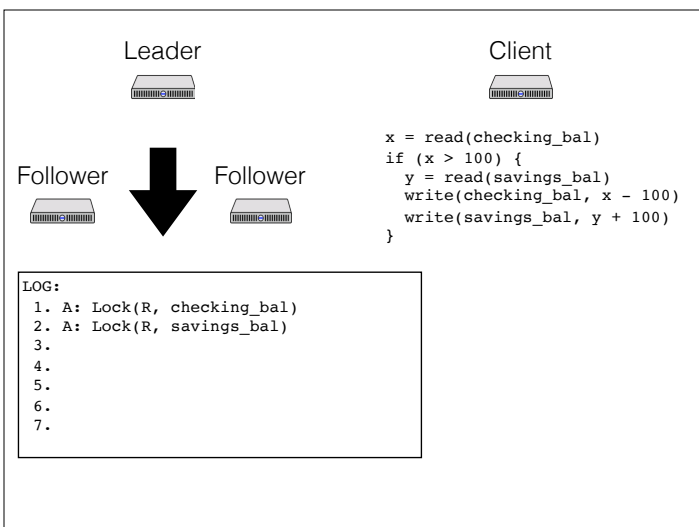 Leader
Client
x = read(checking_bal)
if (x > 100) {
  y = read(savings_bal)
  write(checking_bal, x - 100)
  write(savings_bal, y + 100)
}
Follower
Follower
LOG:
1. A: Lock(R, checking_bal)
2. A: Lock(R, savings_bal)
3.
4.
5.
6.
7.